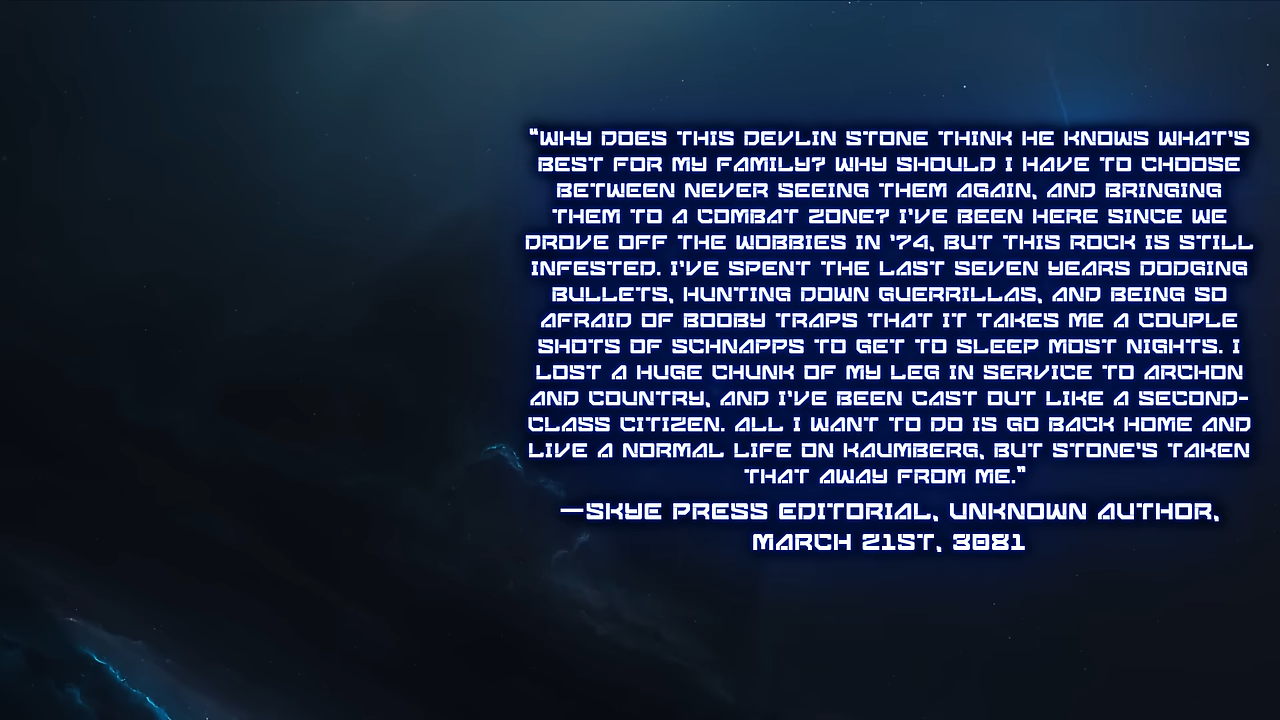 "WHY DOES THIS DEVLIN STONE THINK HE KNOWS WHAT'S
BEST FOR MY FAMILY? WHY SHOULD I HAVE TO CHOOSE
BETWEEN NEVER SEEING THEM AGAIN, AND BRINGING
THEM TO A COMBAT ZONE? I'VE BEEN HERE SINCE WE
DROVE OFF THE WOBBIES IN '74, BUT THIS ROCK IS STILL
INFESTED. I'VE SPENT THE LAST SEVEN YEARS DODGING
BULLETS, HUNTING DOWN GUERRILLAS, AND BEING SO
AFRAID OF BOOBY TRAPS THAT IT TAKES ME A COUPLE
SHOTS OF SCHNAPPS TO GET TO SLEEP MOST NIGHTS. I
LOST A HUGE CHUNK OF MY LEG IN SERVICE TO ARCHON
AND COUNTRY, AND I'VE BEEN CAST OUT LIKE A SECOND-
CLASS CITIZEN. ALL I WANT TO DO IS GO BACK HOME AND
LIVE A NORMAL LIFE ON KAUMBERG, BUT STONE'S TAKEN
THAT AWAY FROM ME."
—SKYE PRESS EDITORIAL, UNKNOWN AUTHOR,
MARCH 21ST, 3081